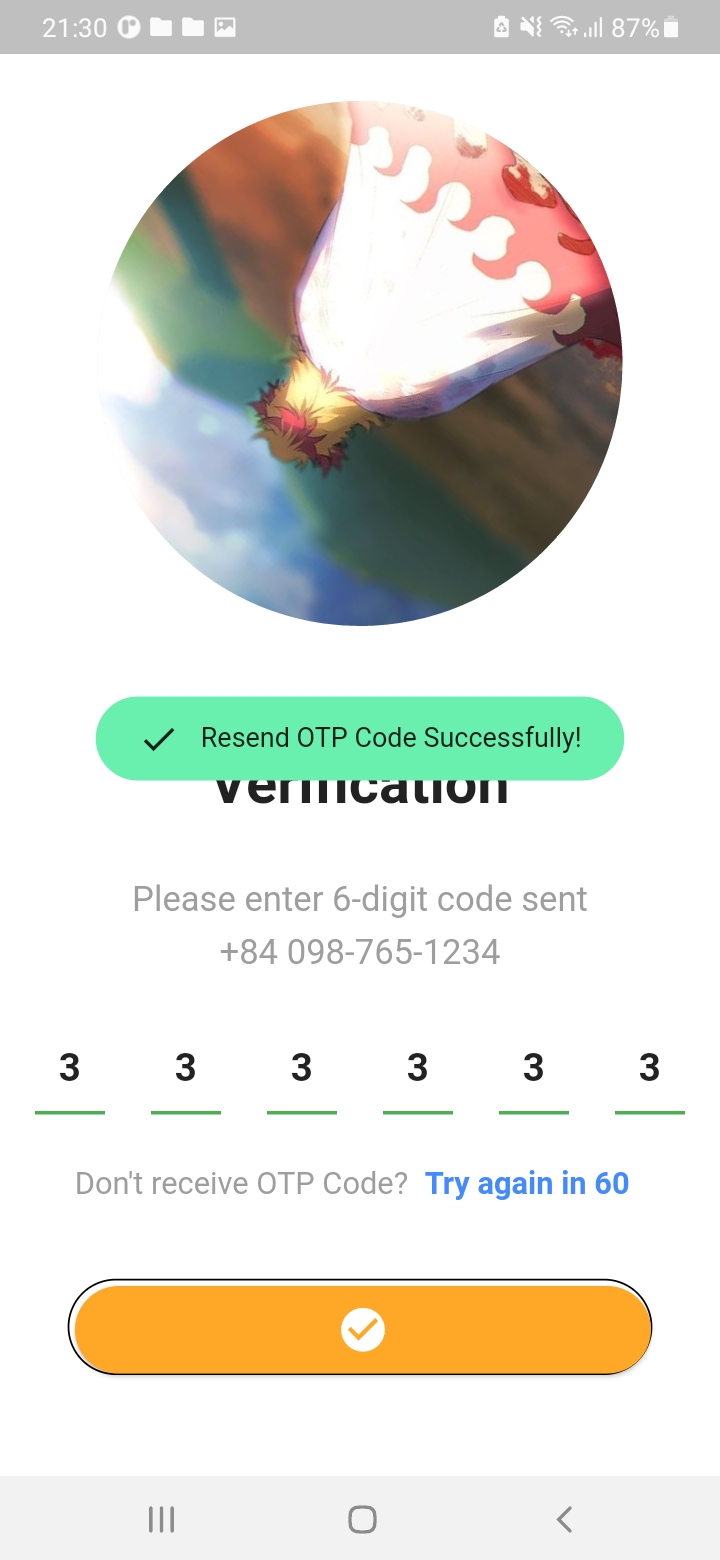 21:30 87%
Resend OTP Code Successfully!
Verification
Please enter 6-digit code sent
+84 098-765-1234
3 3 3 3 3 3
Don't receive OTP Code? Try again in 60